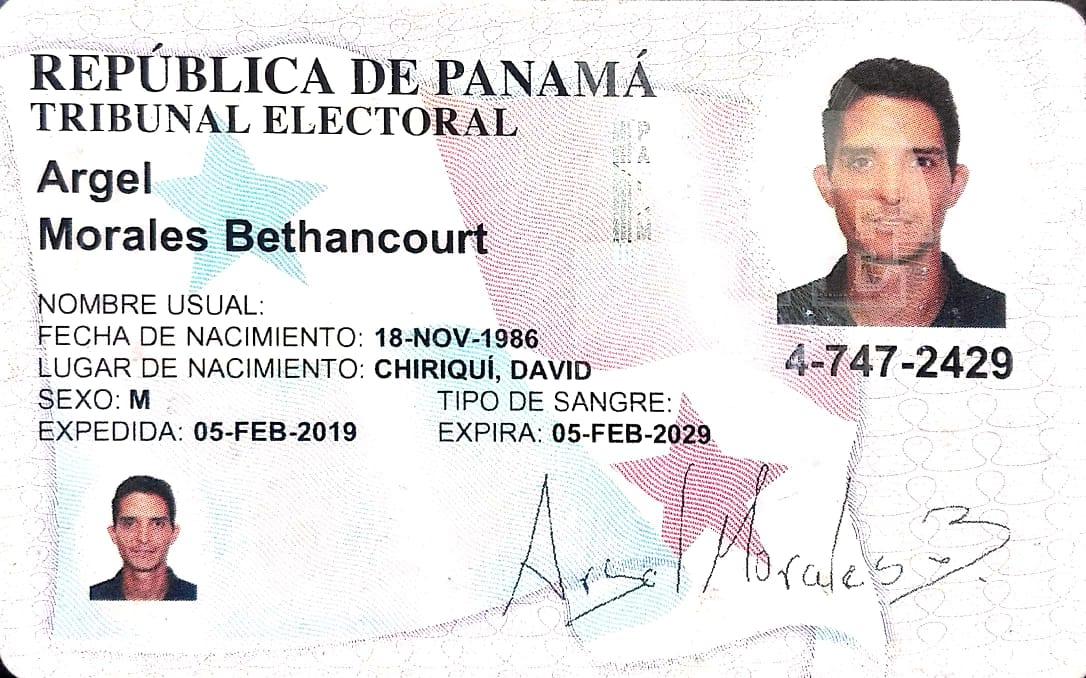 REPÚBLICA DE PANAMÁ
TRIBUNAL ELECTORAL
Argel
Morales Bethancourt
NOMBRE USUAL:
FECHA DE NACIMIENTO: 18-NOV-1986
LUGAR DE NACIMIENTO: CHIRIQUÍ, DAVID
SEXO: M TIPO DE SANGRE:
EXPEDIDA: 05-FEB-2019 EXPIRA: 05-FEB-2029
4-747-2429
Argel Morales B.